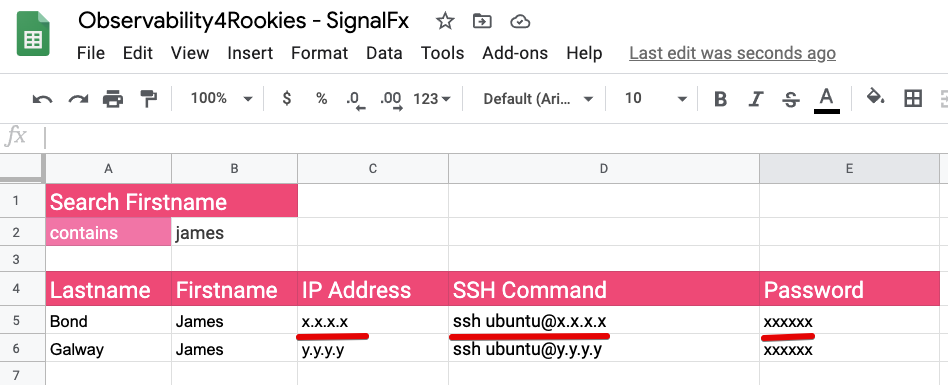 Observability4Rookies - SignalFx
File Edit View Insert Format Data Tools Add-ons Help Last edit was seconds ago
100% $ % .0 .00 123 Default (Ari... 10 B I S A
fx
A B C D E
1 Search Firstname
2 contains james
3
4 Lastname Firstname IP Address SSH Command Password
5 Bond James x.x.x.x ssh ubuntu@x.x.x.x xxxxxx
6 Galway James y.y.y.y ssh ubuntu@y.y.y.y xxxxxx
7